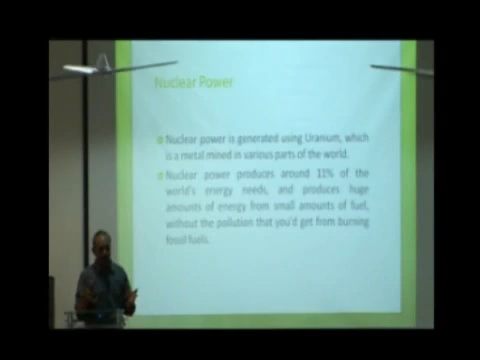 Nuclear Power
Nuclear power is generated using Uranium, which
is a metal mined in various parts of the world.
Nuclear power produces around 11% of the
world's energy needs, and produces huge
amounts of energy from small amounts of fuel,
without the pollution that you'd get from burning
fossil fuels.